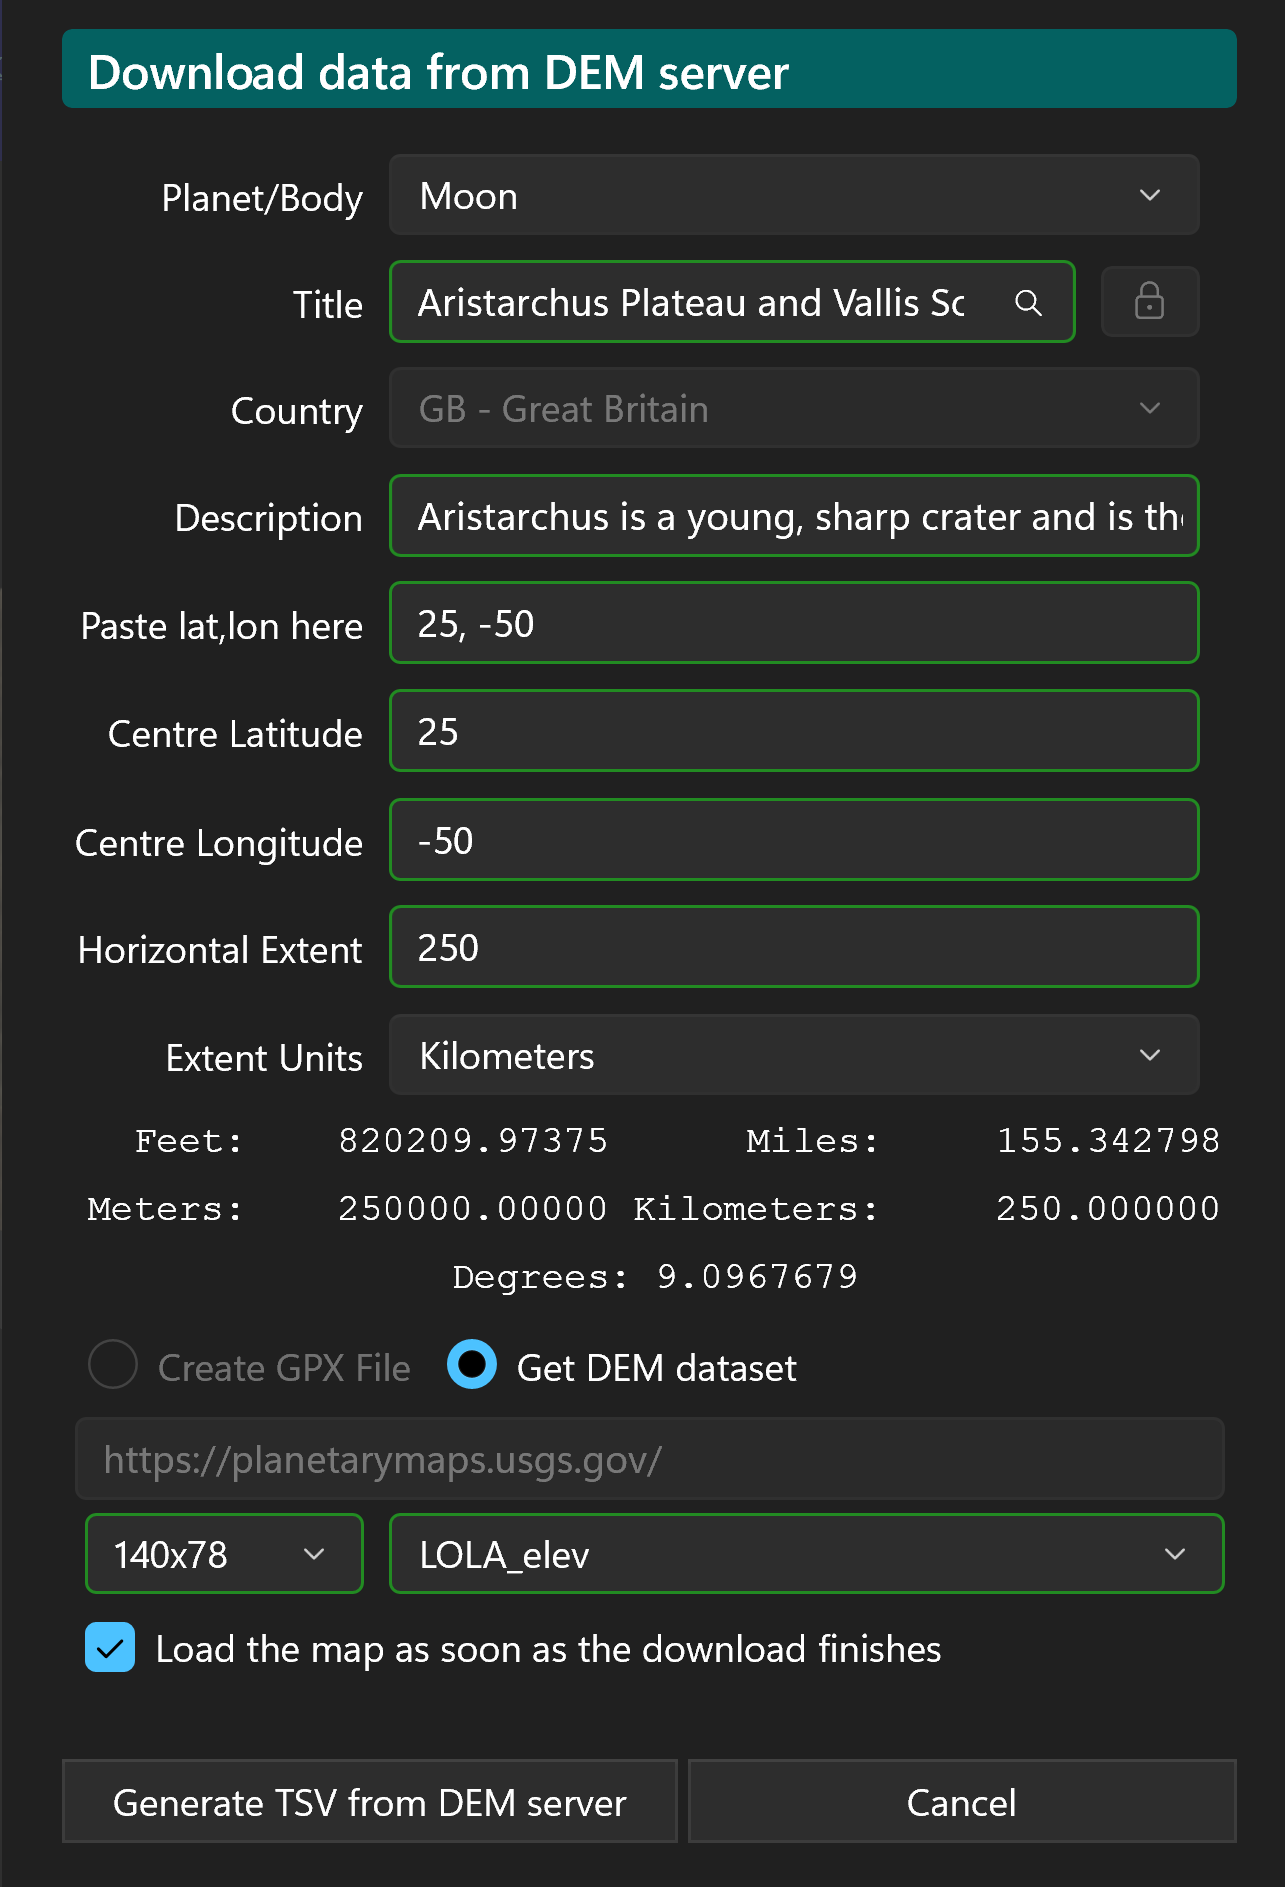 Download data from DEM server
Planet/Body Moon
Title Aristarchus Plateau and Vallis Sc
Country GB - Great Britain
Description Aristarchus is a young, sharp crater and is the
Paste lat,lon here 25, -50
Centre Latitude 25
Centre Longitude -50
Horizontal Extent 250
Extent Units Kilometers
Feet: 820209.97375 Miles: 155.342798
Meters: 250000.00000 Kilometers: 250.000000
Degrees: 9.0967679
Create GPX File Get DEM dataset
https://planetarymaps.usgs.gov/
140x78 LOLA_elev
Load the map as soon as the download finishes
Generate TSV from DEM server Cancel